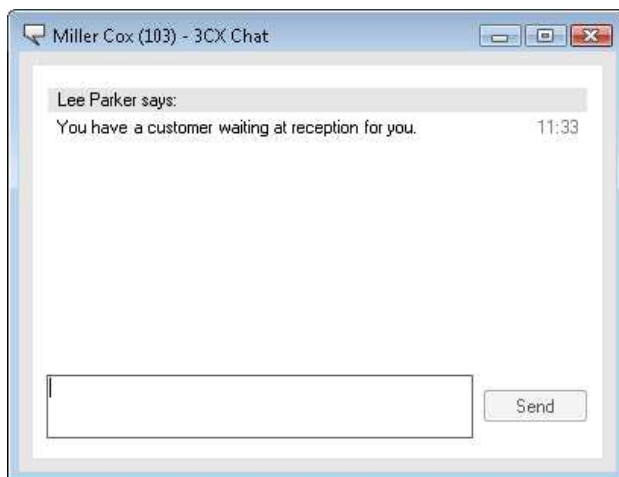 Miller Cox (103) - 3CX Chat
Lee Parker says:
You have a customer waiting at reception for you. 11:33
Send